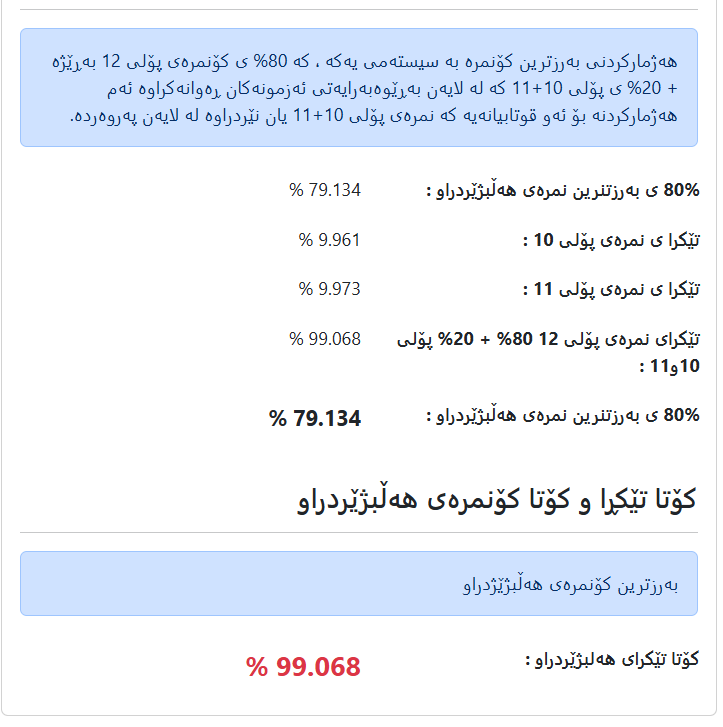 هەژمارکردنی بەرزترین کۆنمرە بە سیستەمی یەکە ، کە 80% ی کۆنمرەی پۆلی 12 بەڕێژە
+ 20% ی پۆلی 10+11 کە لە لایەن بەڕێوەبەرایەتی ئەزمونەکان ڕەوانەکراوە ئەم
هەژمارکردنە بۆ ئەو قوتابیانەیە کە نمرەی پۆلی 10+11 یان نێردراوە لە لایەن پەروەردە.
80% ی بەرزتنرین نمرەی هەڵبژێردراو : 79.134 %
تێکرا ی نمرەی پۆلی 10 : 9.961 %
تێکرا ی نمرەی پۆلی 11 : 9.973 %
تێکرای نمرەی پۆلی 12 80% + 20% پۆلی 99.068 %
10و11 :
80% ی بەرزتنرین نمرەی هەڵبژێردراو : 79.134 %
کۆتا تێکڕا و کۆتا کۆنمرەی هەڵبژێردراو
بەرزترین کۆنمرەی هەڵبژێژدراو
کۆتا تێکرای هەلبژێردراو : 99.068 %